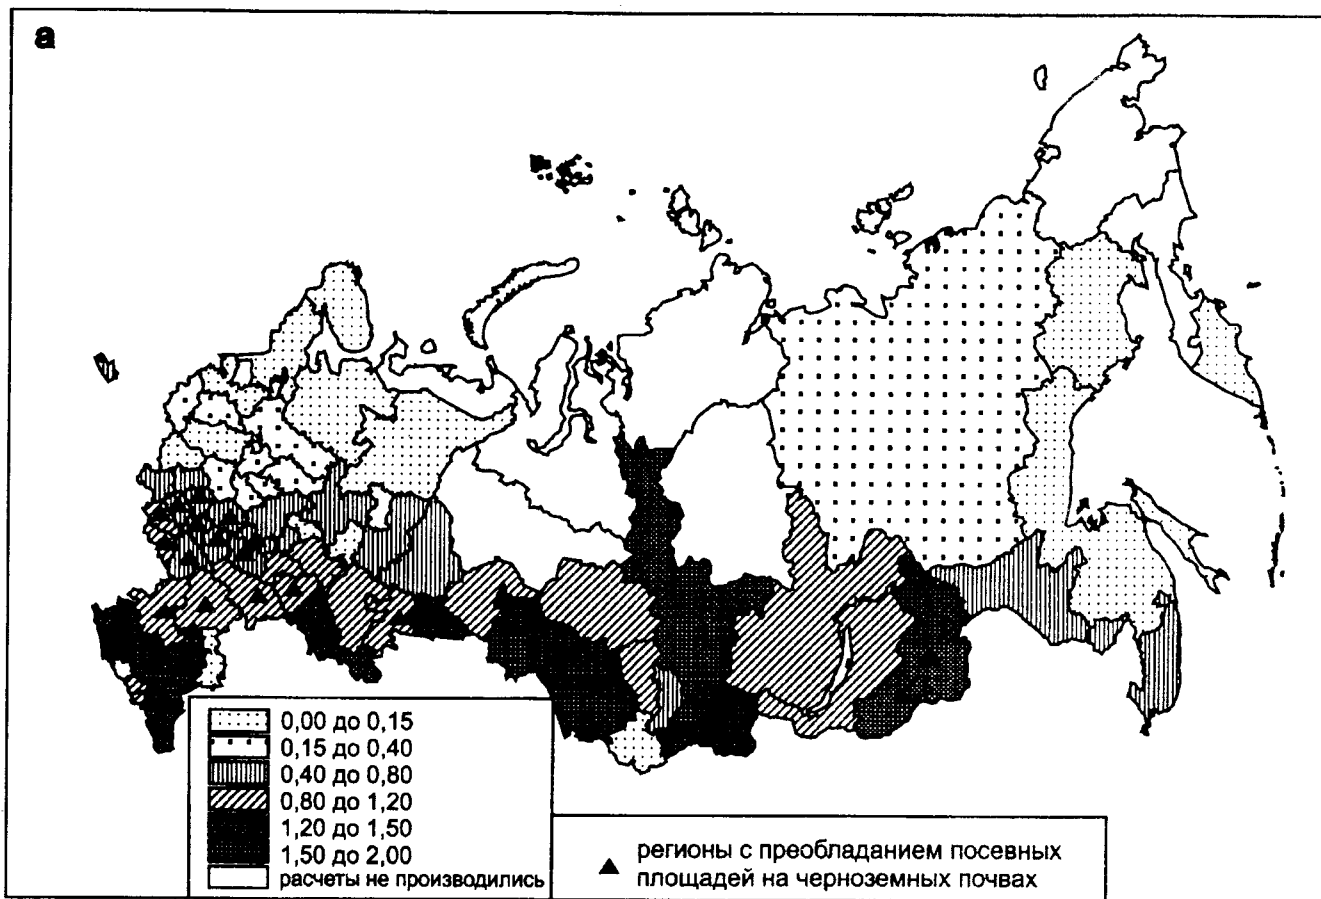 а
0,00 до 0,15
0,15 до 0,40
0,40 до 0,80
0,80 до 1,20
1,20 до 1,50
1,50 до 2,00
расчеты не производились
регионы с преобладанием посевных
площадей на черноземных почвах